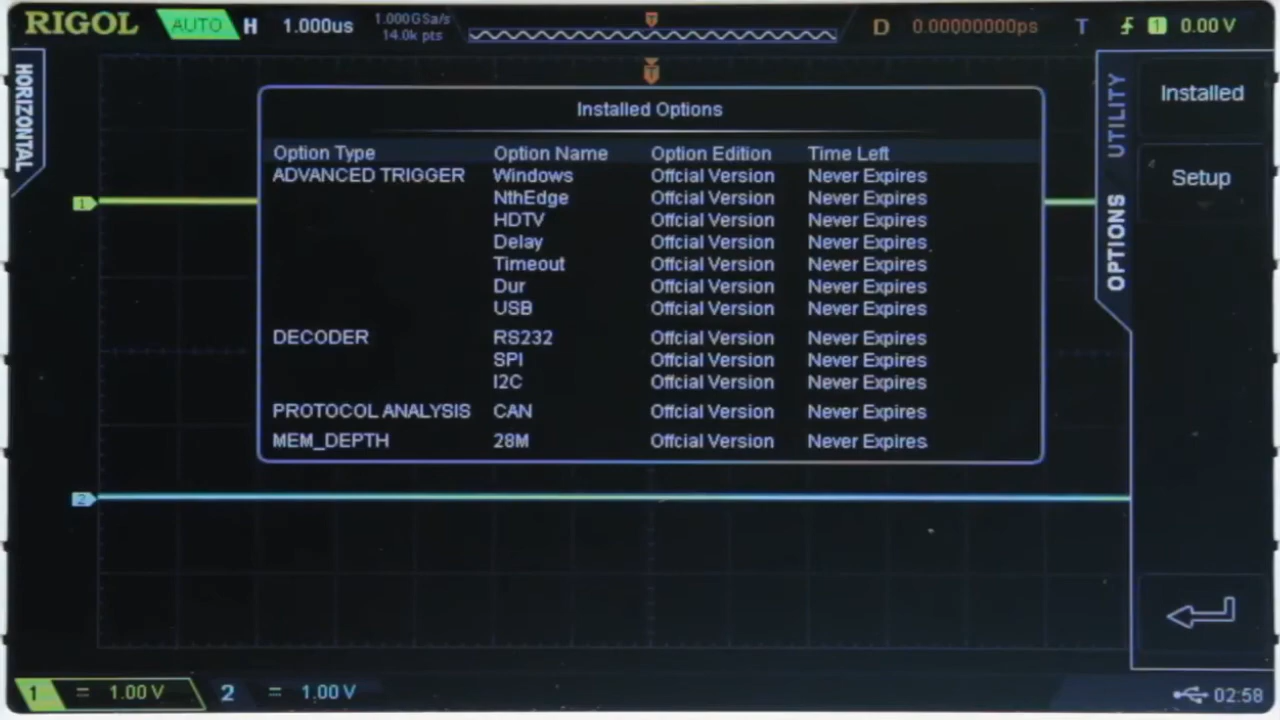 RIGOL AUTO H 1.000us 1.000GSa/s 14.0k pts T D 0.00000000ps T 1 0.00 V
HORIZONTAL
T
Installed Options
Option Type Option Name Option Edition Time Left
ADVANCED TRIGGER Windows Offcial Version Never Expires
NthEdge Offcial Version Never Expires
HDTV Offcial Version Never Expires
Delay Offcial Version Never Expires
Timeout Offcial Version Never Expires
Dur Offcial Version Never Expires
USB Offcial Version Never Expires
DECODER RS232 Offcial Version Never Expires
SPI Offcial Version Never Expires
I2C Offcial Version Never Expires
PROTOCOL ANALYSIS CAN Offcial Version Never Expires
MEM_DEPTH 28M Offcial Version Never Expires
1
2
UTILITY
OPTIONS
Installed
Setup
1 = 1.00 V 2 = 1.00 V 02:58